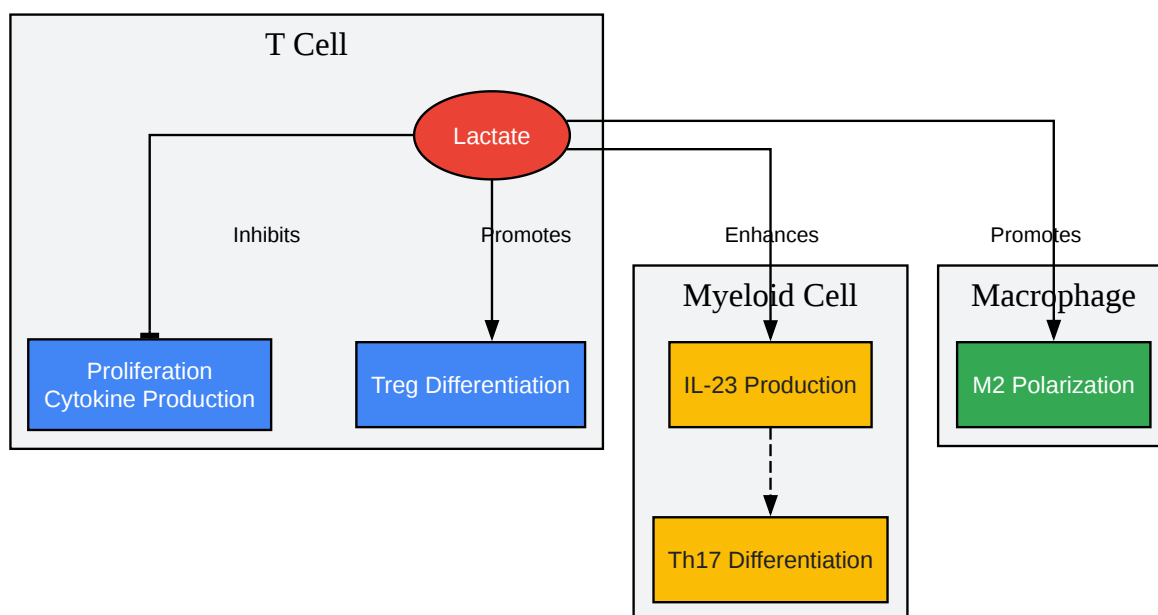 T Cell
Lactate
Inhibits
Promotes
Enhances
Promotes
Myeloid Cell
Macrophage
Proliferation
Cytokine Production
Treg Differentiation
IL-23 Production
M2 Polarization
Th17 Differentiation